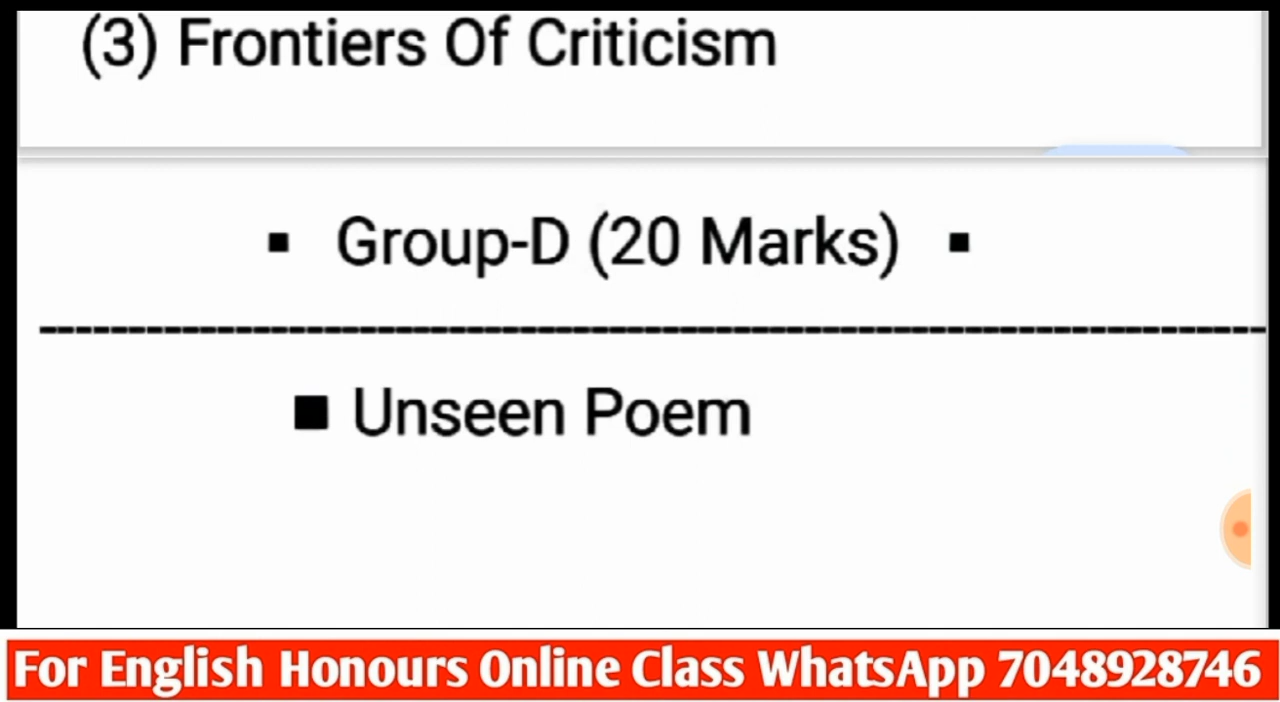 (3) Frontiers Of Criticism
▪ Group-D (20 Marks) ▪
--------------------------------------------------------------------
■ Unseen Poem
For English Honours Online Class WhatsApp 7048928746